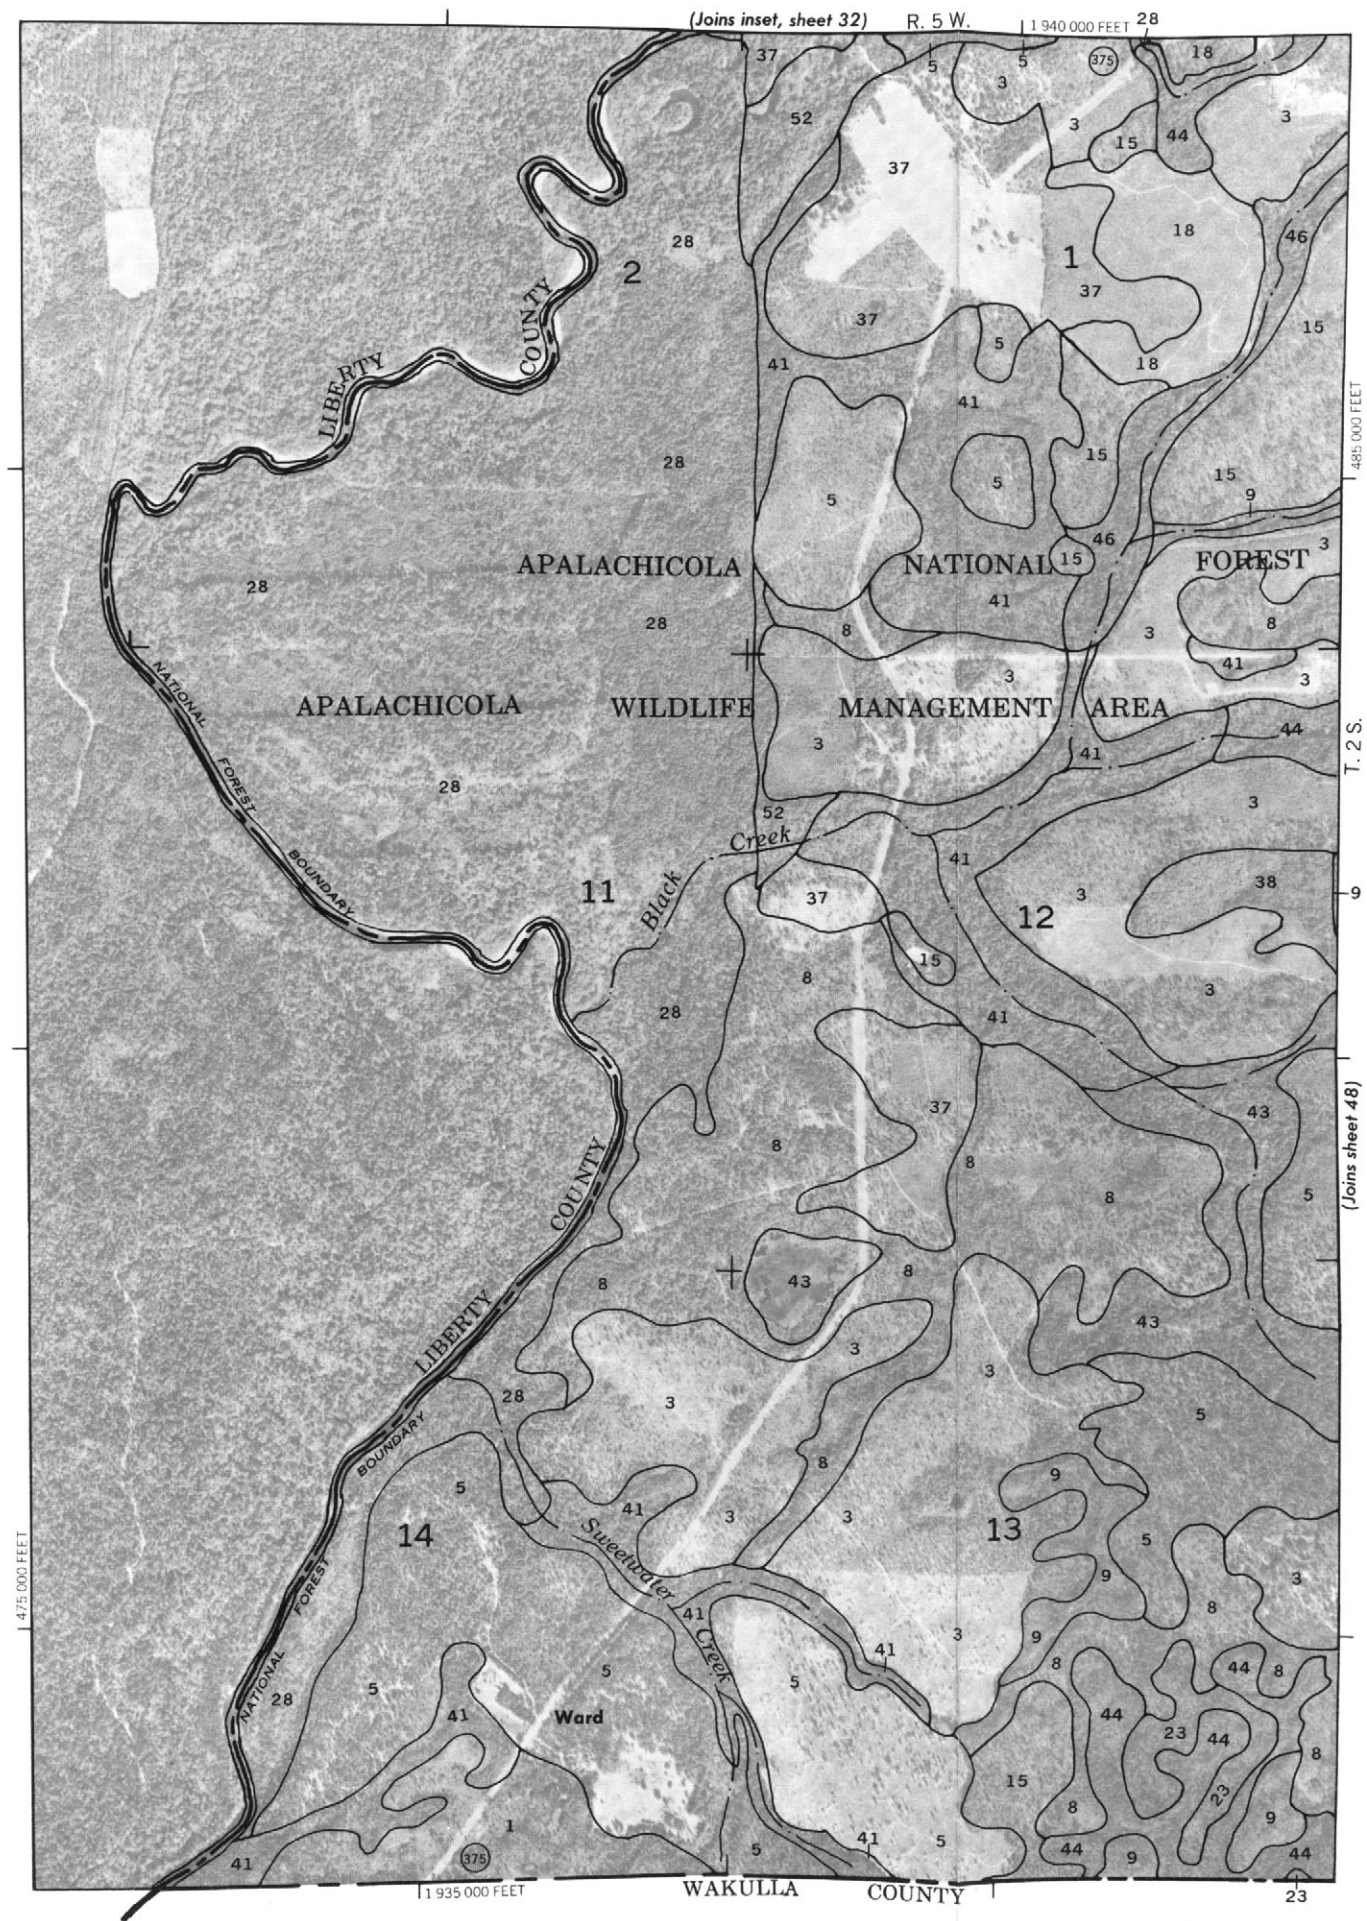 (Joins inset, sheet 32) R. 5 W. 1 940 000 FEET 28
37 5 5 375 18
3
52 3 15 44 3
37
28 2 1 18 46
37
37 15
COUNTY 5
LIBERTY 41 18
41
485 000 FEET
28 15 15
5 5 9
46
APALACHICOLA NATIONAL FOREST
15 3
28 41
28 8 3 8
41
NATIONAL 3 3
APALACHICOLA WILDLIFE MANAGEMENT AREA
3 41 44
T. 2 S.
FOREST 28
52 3
Black Creek
41
BOUNDARY 11 37 3 38 9
12
15
8 3
28 41
37 43
(Joins sheet 48)
8 8
COUNTY 8 5
8 43 8
LIBERTY 43
3
3
28 3 5
BOUNDARY
8 9
5 41 3 3
14 13 5
Sweetwater Creek
475 000 FEET
FOREST 9 3
41 8
3 9
41 8 44 8
NATIONAL 5 5
28 5
41 Ward 44 23 44
8
15 8 23 9
1
375 5 41 5 44 9 44
41
1 935 000 FEET WAKULLA COUNTY 23